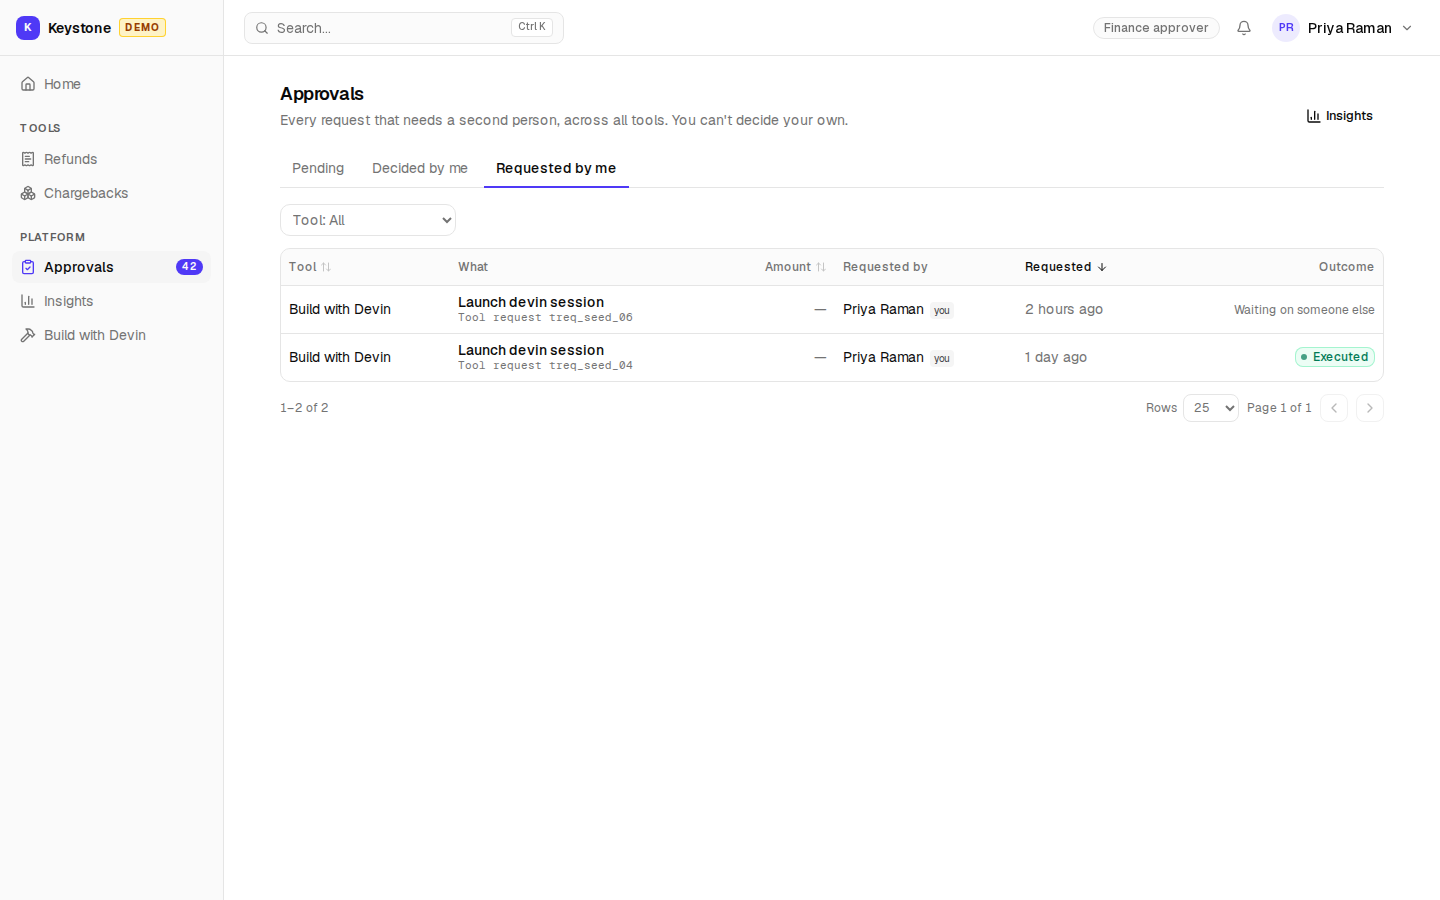 K Keystone DEMO
Search...
Ctrl K
Finance approver
PR Priya Raman
Home
TOOLS
Refunds
Chargebacks
PLATFORM
Approvals 42
Insights
Build with Devin
Approvals
Every request that needs a second person, across all tools. You can't decide your own.
Insights
Pending Decided by me Requested by me
Tool: All
Tool What Amount Requested by Requested Outcome
Build with Devin Launch devin session — Priya Raman you 2 hours ago Waiting on someone else
Tool request treq_seed_06
Build with Devin Launch devin session — Priya Raman you 1 day ago Executed
Tool request treq_seed_04
1–2 of 2
Rows 25 Page 1 of 1